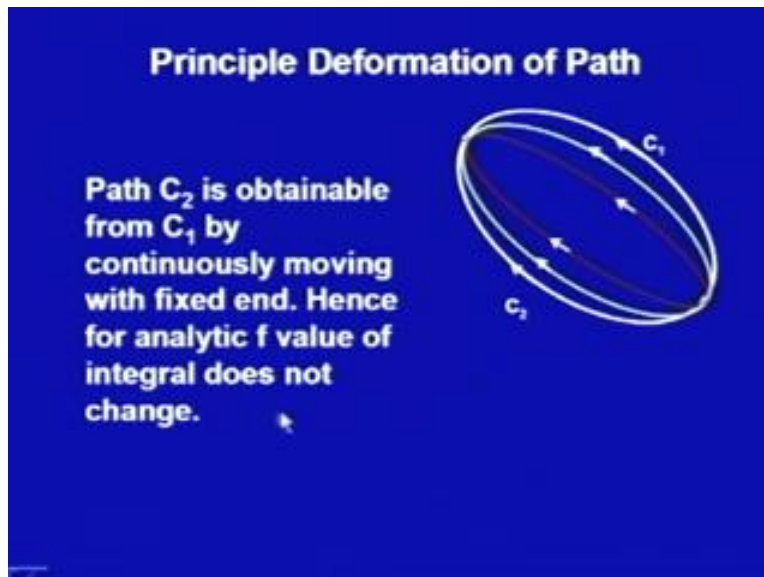 Principle Deformation of Path
C₁
Path C₂ is obtainable
from C₁ by
continuously moving
with fixed end. Hence
for analytic f value of
integral does not
change.
C₂